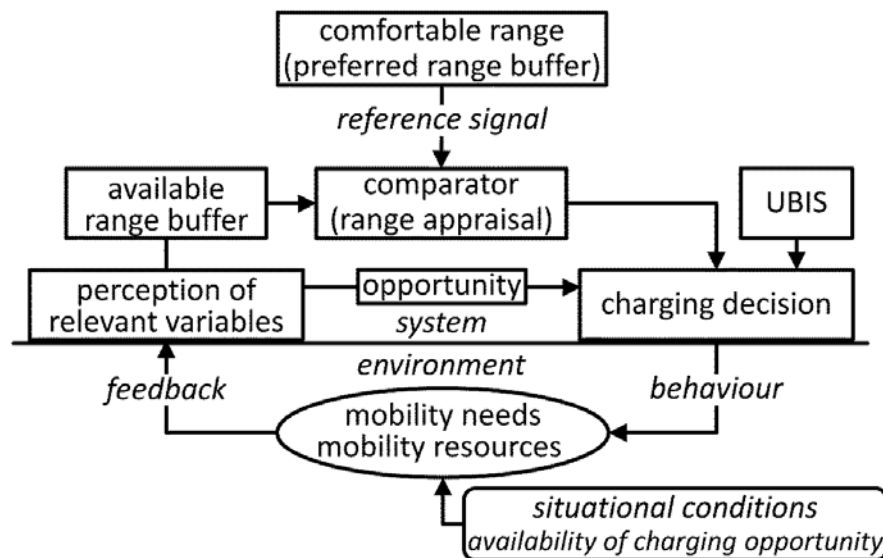 comfortable range
(preferred range buffer)
reference signal
available
range buffer
comparator
(range appraisal)
UBIS
perception of
relevant variables
opportunity
system
charging decision
environment
feedback
behaviour
mobility needs
mobility resources
situational conditions
availability of charging opportunity